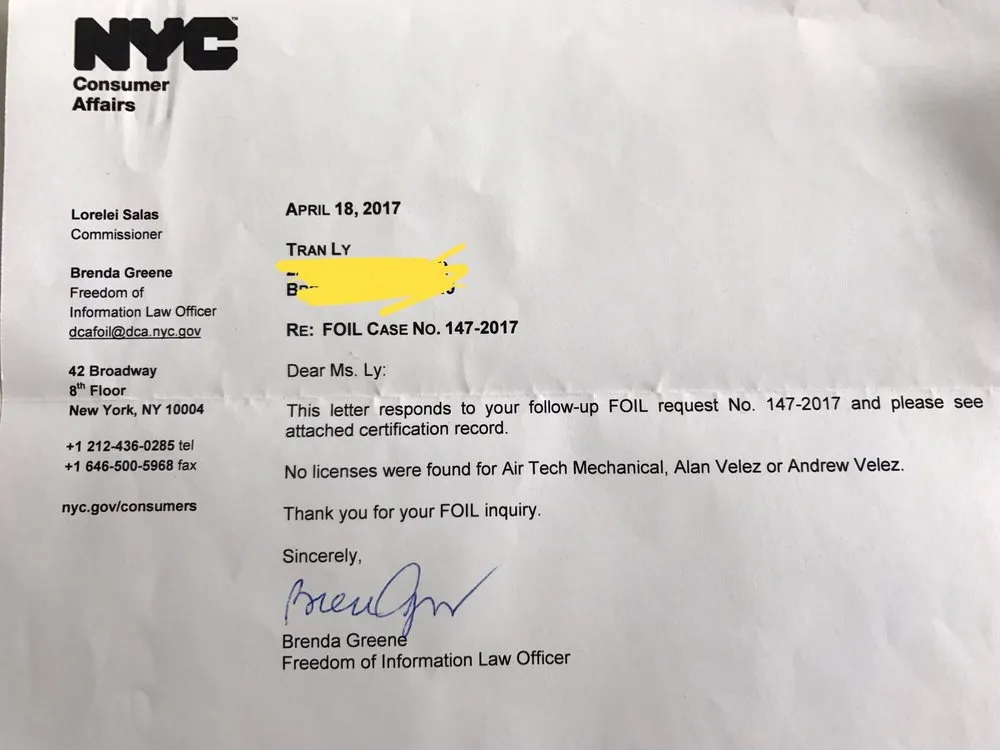 NYC
Consumer
Affairs
Lorelei Salas
Commissioner
Brenda Greene
Freedom of
Information Law Officer
dcafoil@dca.nyc.gov
42 Broadway
8th Floor
New York, NY 10004
+1 212-436-0285 tel
+1 646-500-5968 fax
nyc.gov/consumers
APRIL 18, 2017
TRAN LY
RE: FOIL CASE NO. 147-2017
Dear Ms. Ly:
This letter responds to your follow-up FOIL request No. 147-2017 and please see
attached certification record.
No licenses were found for Air Tech Mechanical, Alan Velez or Andrew Velez.
Thank you for your FOIL inquiry.
Sincerely,
Brenda Greene
Freedom of Information Law Officer